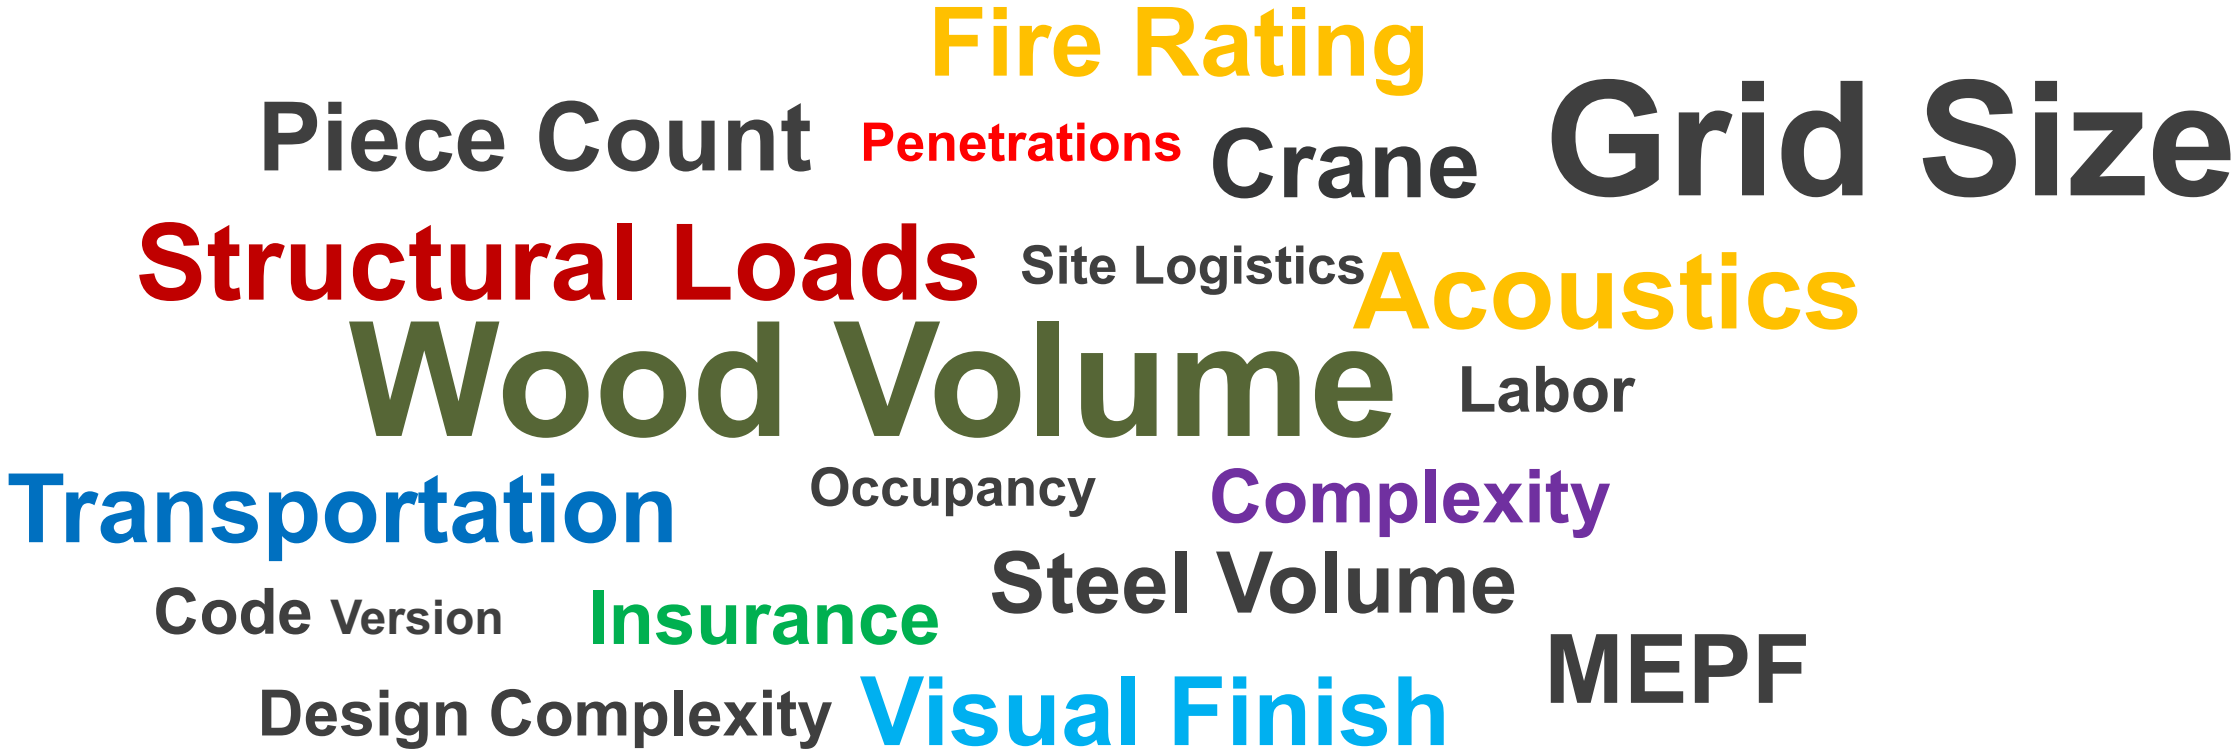 Fire Rating
Piece Count
Penetrations
Crane
Grid Size
Structural Loads
Site Logistics
Acoustics
Wood Volume
Labor
Transportation
Occupancy
Complexity
Code Version
Insurance
Steel Volume
MEPF
Design Complexity
Visual Finish